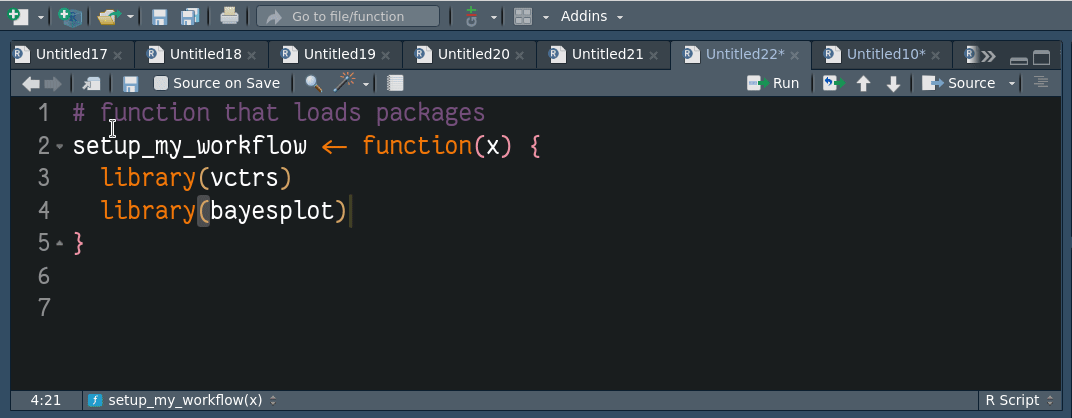 Go to file/function Addins
Untitled17 Untitled18 Untitled19 Untitled20 Untitled21 Untitled22* Untitled10*
Source on Save Run Source
1 # function that loads packages
2 setup_my_workflow <- function(x) {
3 library(vctrs)
4 library(bayesplot)
5 }
6
7
4:21 setup_my_workflow(x) R Script